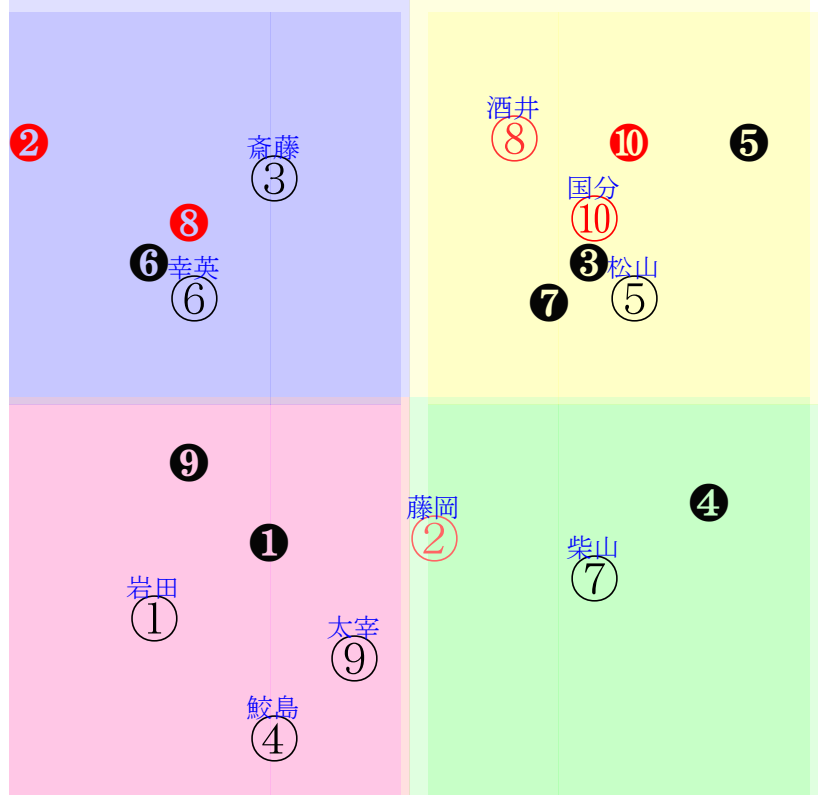 酒井
❷ ⑧ ❿ ❺
斎藤
③
国分
❽ ⑩
❻ 幸英 ❸ 松山
⑥ ❼ ⑤
❾
藤岡 ❹
❶ ②
柴山
⑦
岩田
①
太宰
⑨
鮫島
④